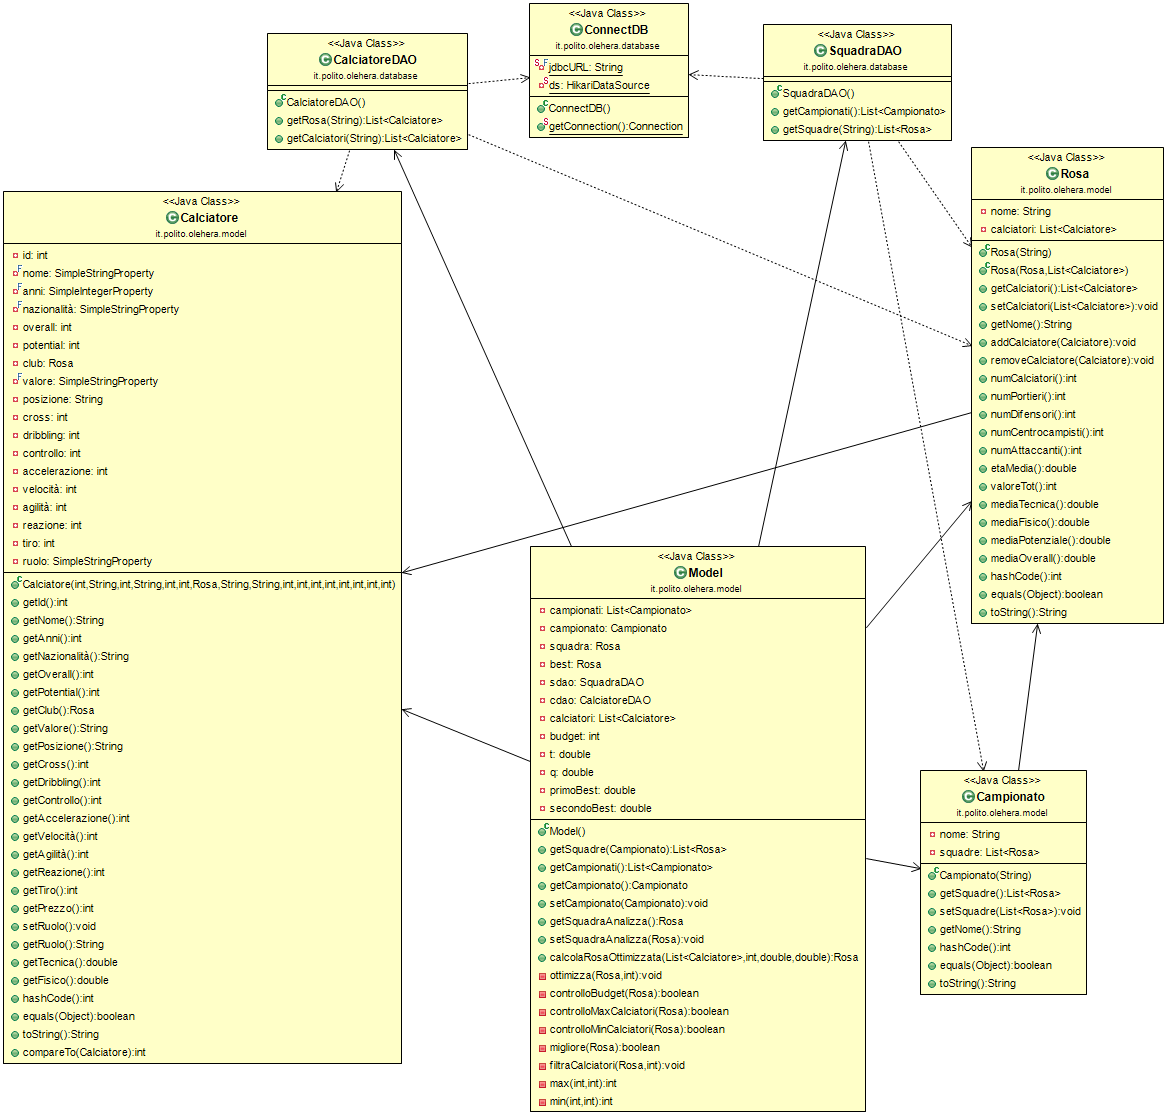 <<Java Class>>
ConnectDB
it.polito.olehera.database
jdbcURL: String
ds: HikariDataSource
ConnectDB()
getConnection():Connection
<<Java Class>>
CalciatoreDAO
it.polito.olehera.database
CalciatoreDAO()
getRosa(String):List<Calciatore>
getCalciatori(String):List<Calciatore>
<<Java Class>>
SquadraDAO
it.polito.olehera.database
SquadraDAO()
getCampionati():List<Campionato>
getSquadre(String):List<Rosa>
<<Java Class>>
Rosa
it.polito.olehera.model
nome: String
calciatori: List<Calciatore>
Rosa(String)
Rosa(Rosa,List<Calciatore>)
getCalciatori():List<Calciatore>
setCalciatori(List<Calciatore>):void
getNome():String
addCalciatore(Calciatore):void
removeCalciatore(Calciatore):void
numCalciatori():int
numPortieri():int
numDifensori():int
numCentrocampisti():int
numAttaccanti():int
etaMedia():double
valoreTot():int
mediaTecnica():double
mediaFisico():double
mediaPotenziale():double
mediaOverall():double
hashCode():int
equals(Object):boolean
toString():String
<<Java Class>>
Calciatore
it.polito.olehera.model
id: int
nome: SimpleStringProperty
anni: SimpleIntegerProperty
nazionalità: SimpleStringProperty
overall: int
potential: int
club: Rosa
valore: SimpleStringProperty
posizione: String
cross: int
dribbling: int
controllo: int
accelerazione: int
velocità: int
agilità: int
reazione: int
tiro: int
ruolo: SimpleStringProperty
Calciatore(int,String,int,String,int,int,Rosa,String,String,int,int,int,int,int,int,int,int)
getId():int
getNome():String
getAnni():int
getNazionalità():String
getOverall():int
getPotential():int
getClub():Rosa
getValore():String
getPosizione():String
getCross():int
getDribbling():int
getControllo():int
getAccelerazione():int
getVelocità():int
getAgilità():int
getReazione():int
getTiro():int
getPrezzo():int
setRuolo():void
getRuolo():String
getTecnica():double
getFisico():double
hashCode():int
equals(Object):boolean
toString():String
compareTo(Calciatore):int
<<Java Class>>
Model
it.polito.olehera.model
campionati: List<Campionato>
campionato: Campionato
squadra: Rosa
best: Rosa
sdao: SquadraDAO
cdao: CalciatoreDAO
calciatori: List<Calciatore>
budget: int
t: double
q: double
primoBest: double
secondoBest: double
Model()
getSquadre(Campionato):List<Rosa>
getCampionati():List<Campionato>
getCampionato():Campionato
setCampionato(Campionato):void
getSquadraAnalizza():Rosa
setSquadraAnalizza(Rosa):void
calcolaRosaOttimizzata(List<Calciatore>,int,double,double):Rosa
ottimizza(Rosa,int):void
controlloBudget(Rosa):boolean
controlloMaxCalciatori(Rosa):boolean
controlloMinCalciatori(Rosa):boolean
migliore(Rosa):boolean
filtraCalciatori(Rosa,int):void
max(int,int):int
min(int,int):int
<<Java Class>>
Campionato
it.polito.olehera.model
nome: String
squadre: List<Rosa>
Campionato(String)
getSquadre():List<Rosa>
setSquadre(List<Rosa>):void
getNome():String
hashCode():int
equals(Object):boolean
toString():String